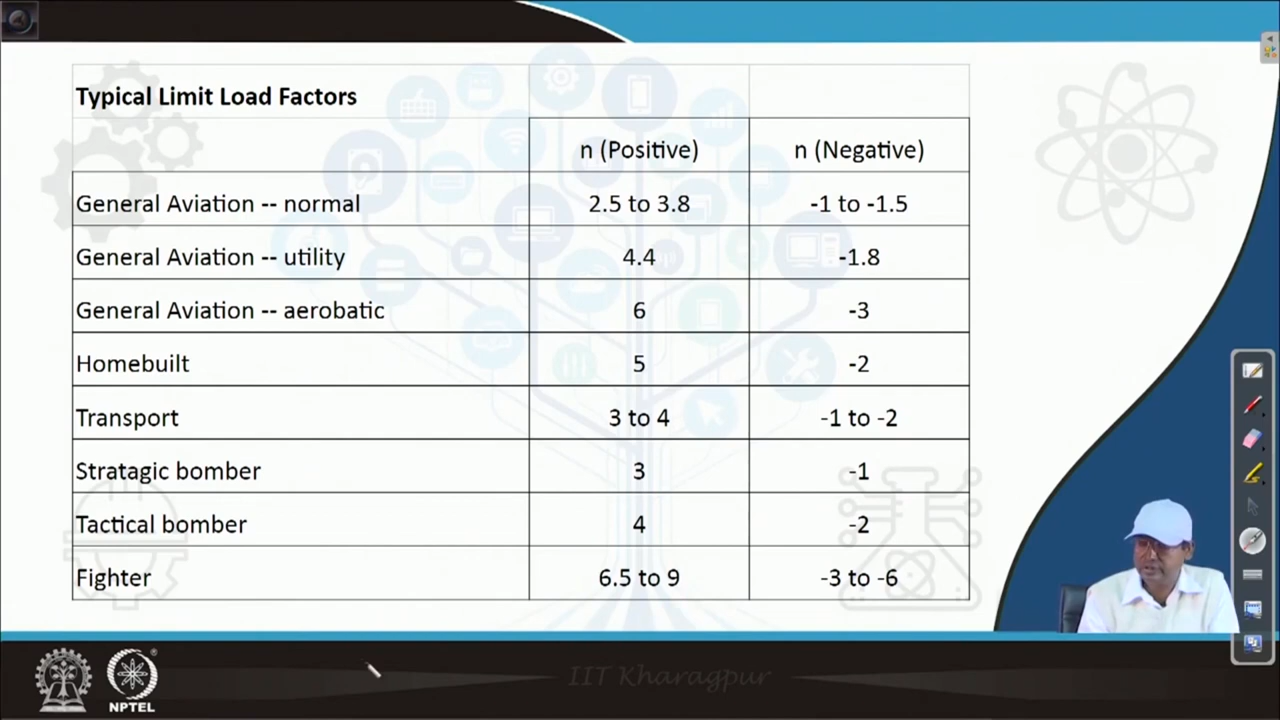 Typical Limit Load Factors
n (Positive) n (Negative)
General Aviation -- normal 2.5 to 3.8 -1 to -1.5
General Aviation -- utility 4.4 -1.8
General Aviation -- aerobatic 6 -3
Homebuilt 5 -2
Transport 3 to 4 -1 to -2
Stratagic bomber 3 -1
Tactical bomber 4 -2
Fighter 6.5 to 9 -3 to -6
IIT Kharagpur
NPTEL